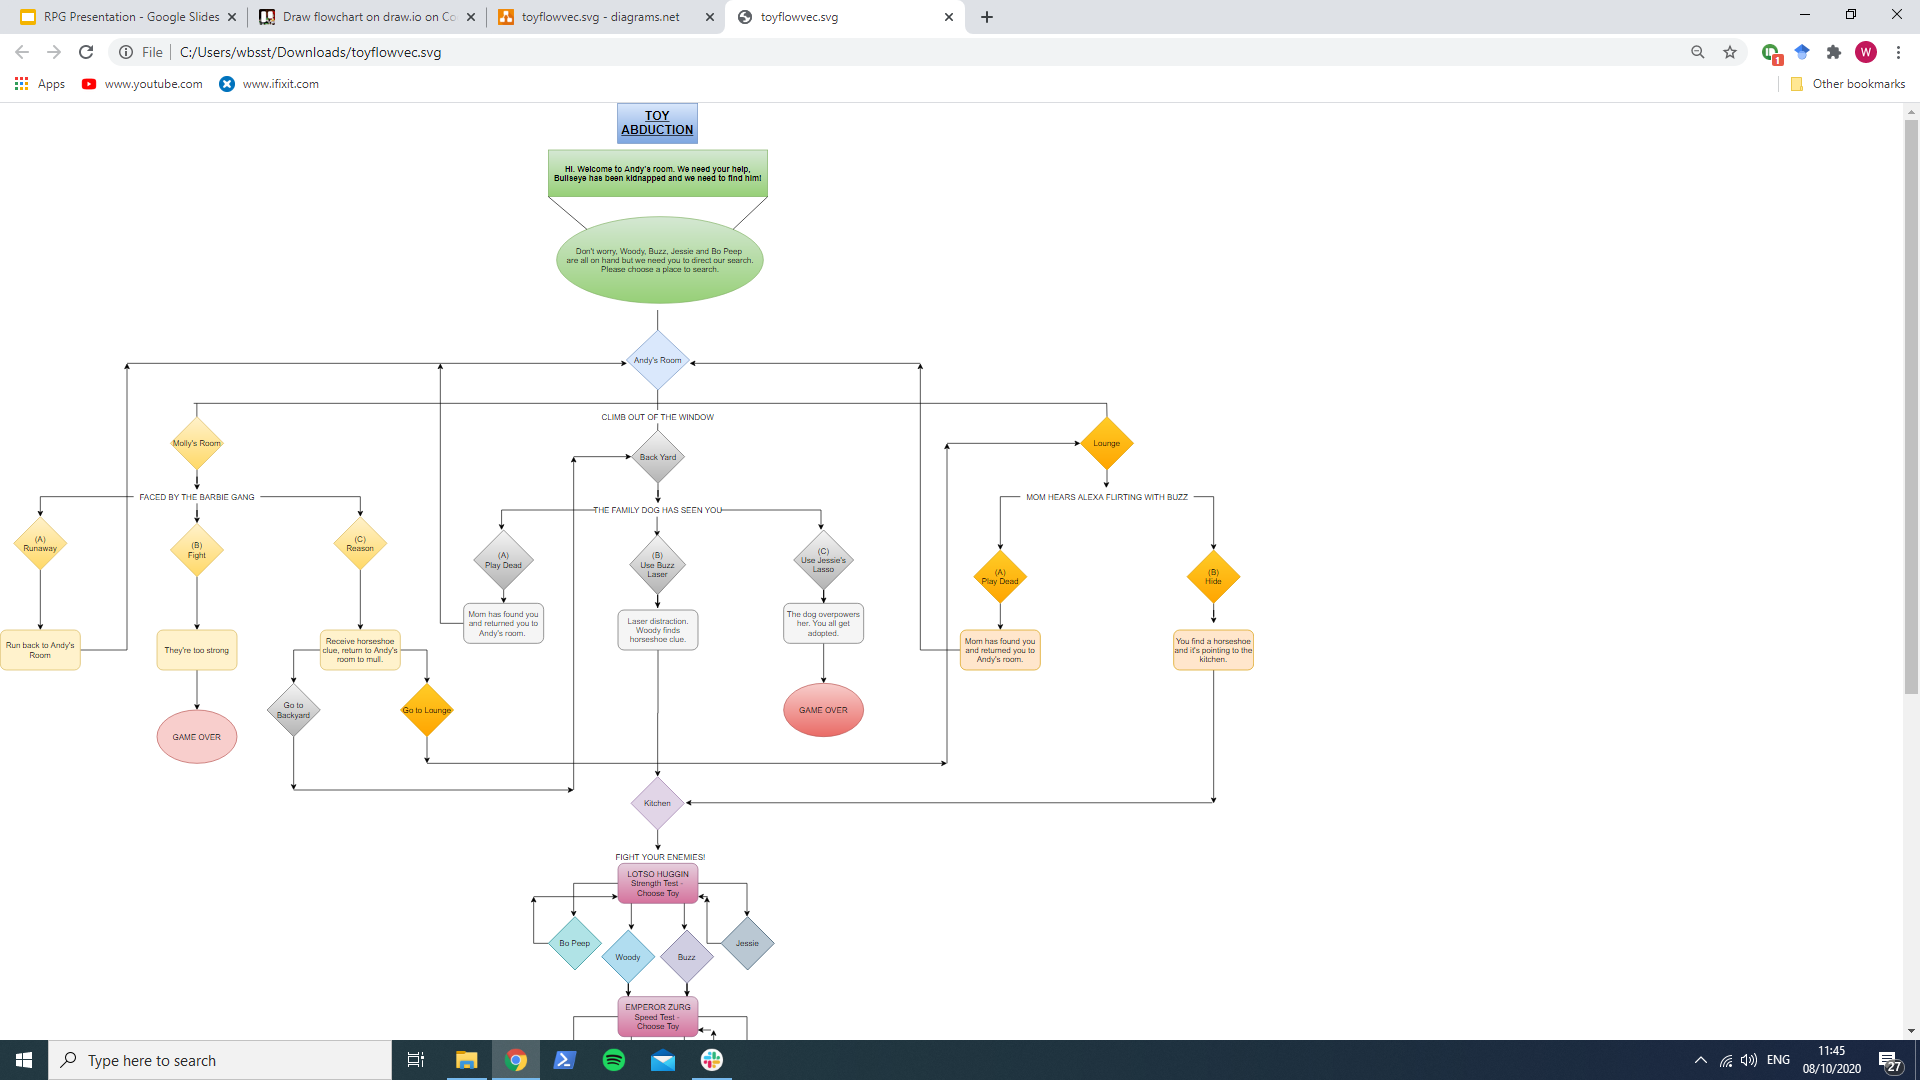 RPG Presentation - Google Slides
Draw flowchart on draw.io on Co
toyflowvec.svg - diagrams.net
toyflowvec.svg
File
C:/Users/wbsst/Downloads/toyflowvec.svg
1
W
Apps
www.youtube.com
www.ifixit.com
Other bookmarks
TOY
ABDUCTION
Hi. Welcome to Andy's room. We need your help,
Bullseye has been kidnapped and we need to find him!
Don't worry, Woody, Buzz, Jessie and Bo Peep
are all on hand but we need you to direct our search.
Please choose a place to search.
Andy's Room
CLIMB OUT OF THE WINDOW
Molly's Room
Back Yard
Lounge
FACED BY THE BARBIE GANG
THE FAMILY DOG HAS SEEN YOU
MOM HEARS ALEXA FLIRTING WITH BUZZ
(A)
Runaway
(B)
Fight
(C)
Reason
(A)
Play Dead
(B)
Use Buzz
Laser
(C)
Use Jessie's
Lasso
(A)
Play Dead
(B)
Hide
Run back to Andy's
Room
They're too strong
Receive horseshoe
clue, return to Andy's
room to mull.
Mom has found you
and returned you to
Andy's room.
Laser distraction.
Woody finds
horseshoe clue.
The dog overpowers
her. You all get
adopted.
Mom has found you
and returned you to
Andy's room.
You find a horseshoe
and it's pointing to the
kitchen.
Go to
Backyard
Go to Lounge
GAME OVER
GAME OVER
Kitchen
FIGHT YOUR ENEMIES!
LOTSO HUGGIN
Strength Test -
Choose Toy
Bo Peep
Woody
Buzz
Jessie
EMPEROR ZURG
Speed Test -
Choose Toy
Type here to search
ENG
11:45
08/10/2020
27